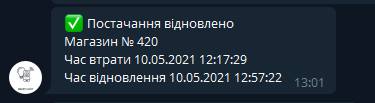 ✅ Постачання відновлено
Магазин № 420
Час втрати 10.05.2021 12:17:29
Час відновлення 10.05.2021 12:57:22
13:01